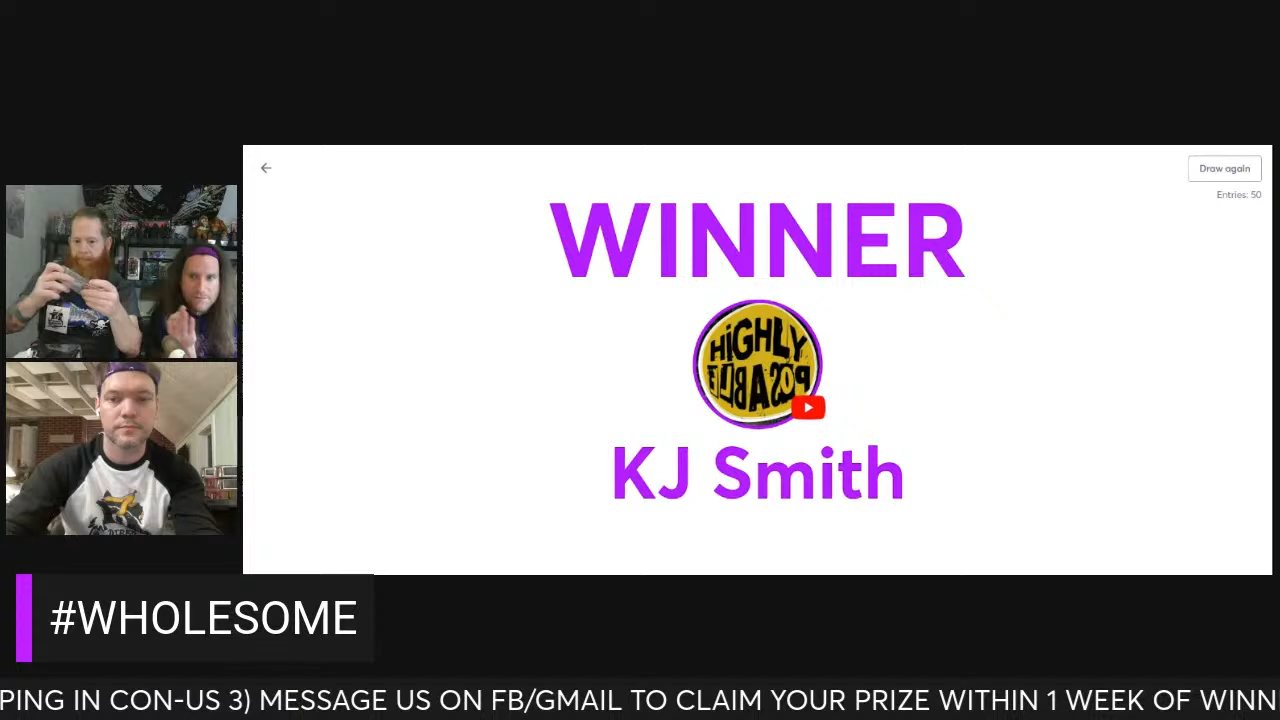 Draw again
Entries: 50
WINNER
HiGHLY
POSABLE
KJ Smith
#WHOLESOME
PING IN CON-US 3) MESSAGE US ON FB/GMAIL TO CLAIM YOUR PRIZE WITHIN 1 WEEK OF WINN